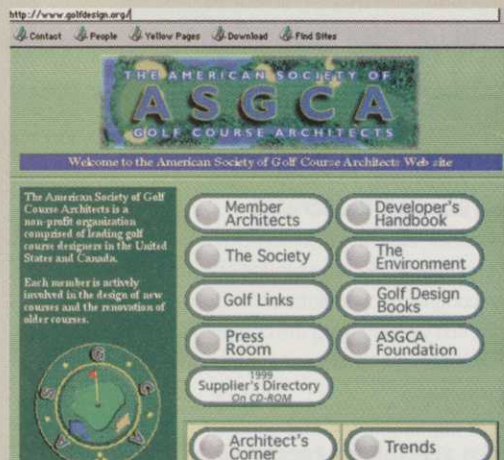 http://www.golfdesign.org/
Contact People Yellow Pages Download Find Sites
THE AMERICAN SOCIETY OF
ASGCA
GOLF COURSE ARCHITECTS
Welcome to the American Society of Golf Course Architects Web site
The American Society of Golf
Course Architects is a
non-profit organization
comprised of leading golf
course designers in the United
States and Canada.
Each member is actively
involved in the design of new
courses and the renovation of
older courses.
G
S
C
A
A
Member
Architects
Developer's
Handbook
The Society
The
Environment
Golf Links
Golf Design
Books
Press
Room
ASGCA
Foundation
1999
Supplier's Directory
On CD-ROM
Architect's
Corner
Trends